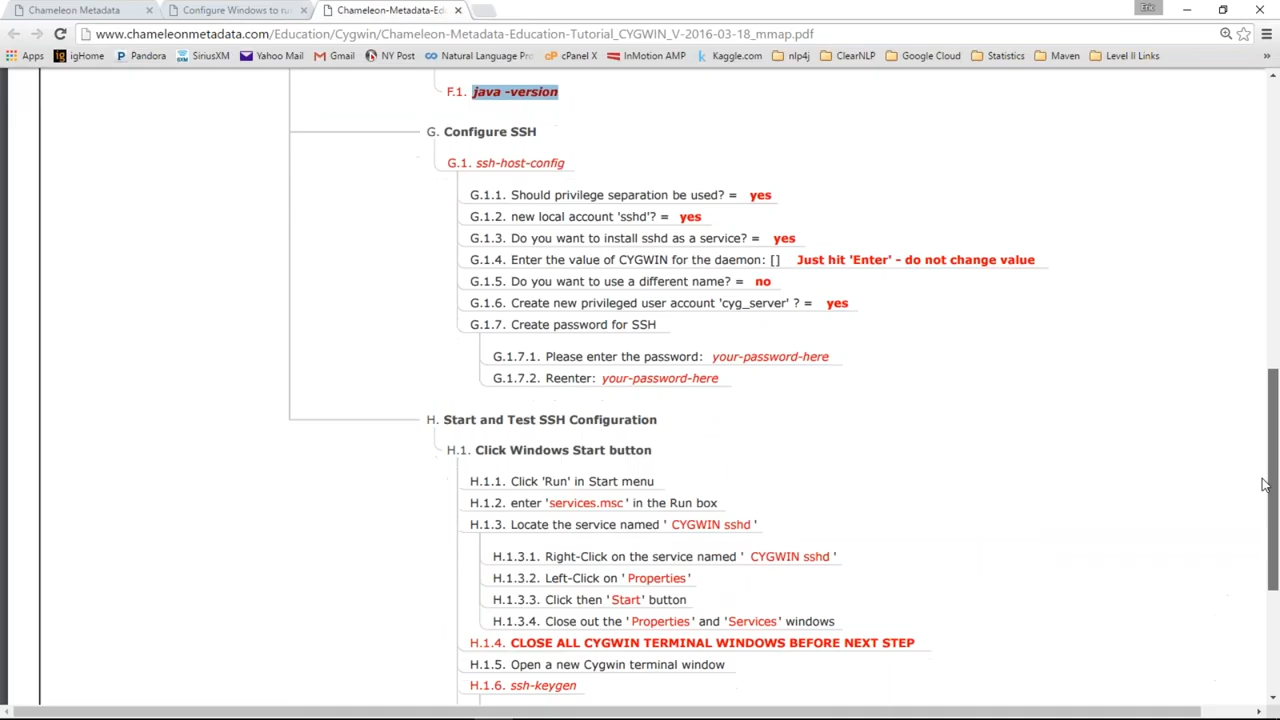 Chameleon Metadata
Configure Windows to ru
Chameleon-Metadata-Ed
Eric
www.chameleonmetadata.com/Education/Cygwin/Chameleon-Metadata-Education-Tutorial_CYGWIN_V-2016-03-18_mmap.pdf
Apps igHome Pandora SiriusXM Yahoo Mail Gmail NY Post Natural Language Pro cPanel X InMotion AMP Kaggle.com nlp4j ClearNLP Google Cloud Statistics Maven Level II Links
F.1. java -version
G. Configure SSH
G.1. ssh-host-config
G.1.1. Should privilege separation be used? = yes
G.1.2. new local account 'sshd'? = yes
G.1.3. Do you want to install sshd as a service? = yes
G.1.4. Enter the value of CYGWIN for the daemon: [] Just hit 'Enter' - do not change value
G.1.5. Do you want to use a different name? = no
G.1.6. Create new privileged user account 'cyg_server' ? = yes
G.1.7. Create password for SSH
G.1.7.1. Please enter the password: your-password-here
G.1.7.2. Reenter: your-password-here
H. Start and Test SSH Configuration
H.1. Click Windows Start button
H.1.1. Click 'Run' in Start menu
H.1.2. enter 'services.msc' in the Run box
H.1.3. Locate the service named ' CYGWIN sshd '
H.1.3.1. Right-Click on the service named ' CYGWIN sshd '
H.1.3.2. Left-Click on 'Properties'
H.1.3.3. Click then 'Start' button
H.1.3.4. Close out the 'Properties' and 'Services' windows
H.1.4. CLOSE ALL CYGWIN TERMINAL WINDOWS BEFORE NEXT STEP
H.1.5. Open a new Cygwin terminal window
H.1.6. ssh-keygen